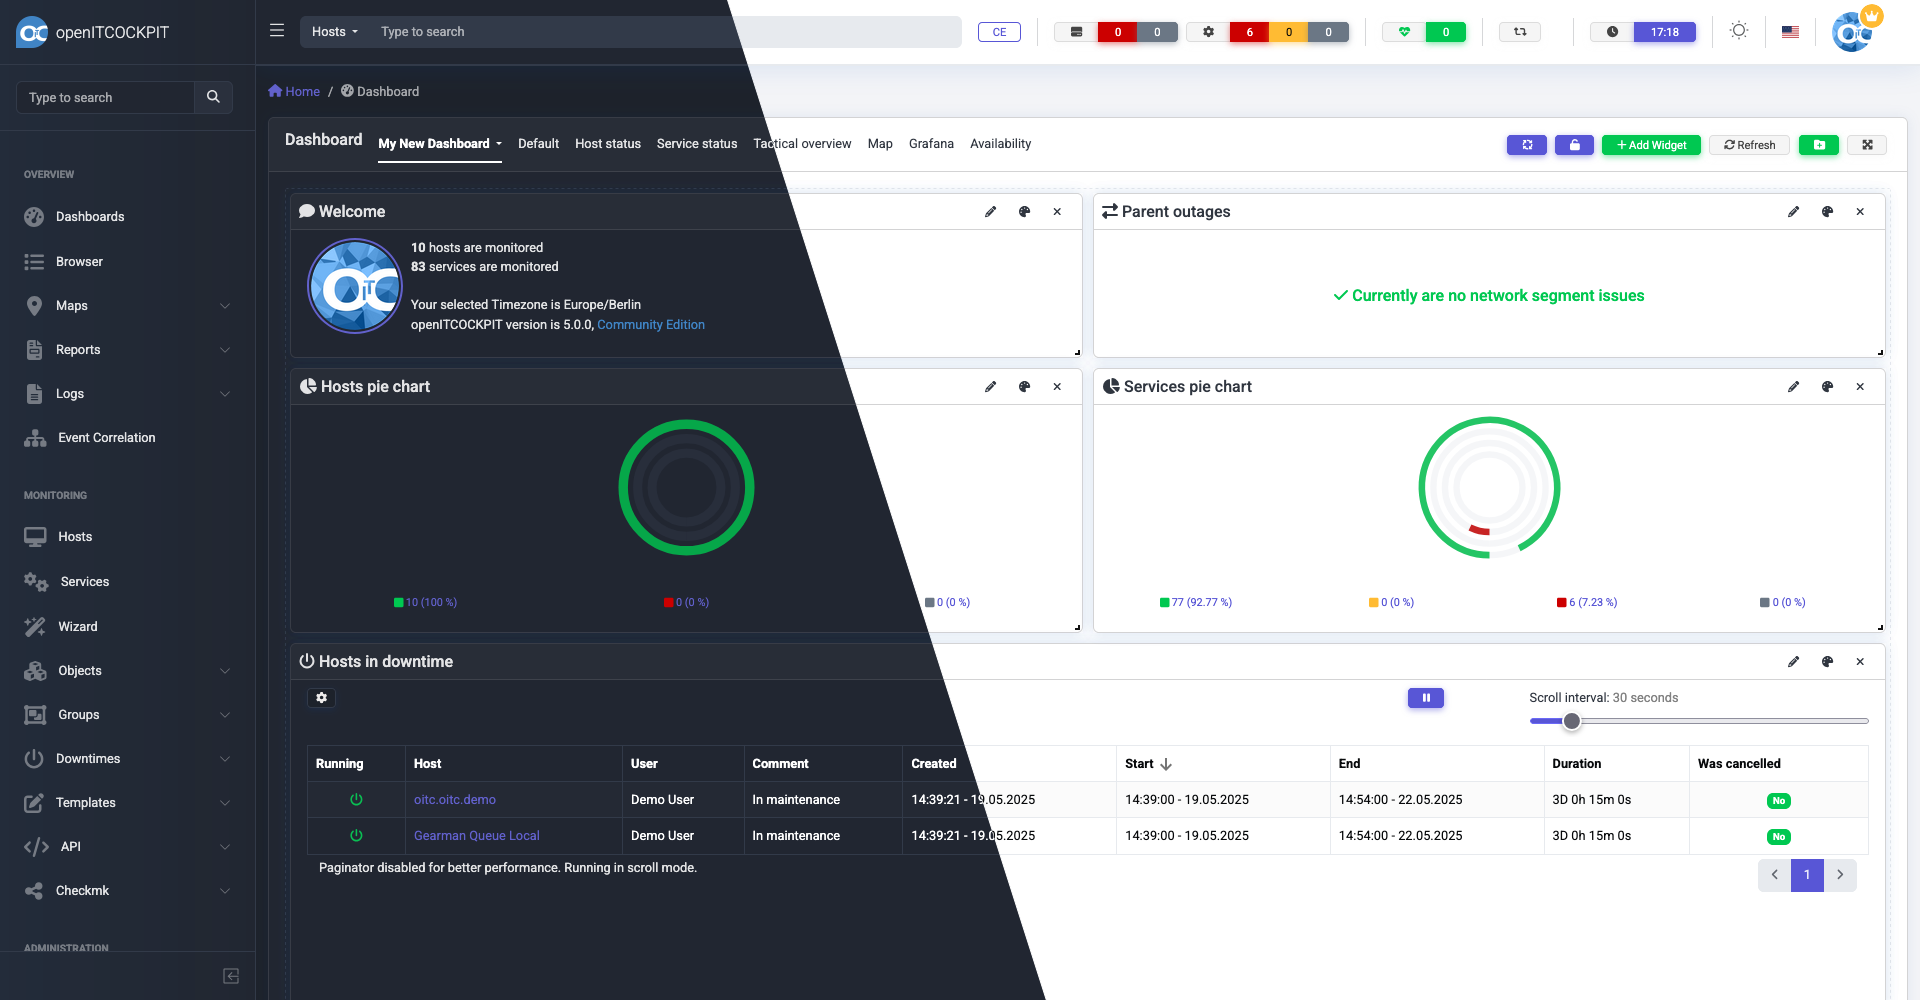 openITCOCKPIT
Hosts Type to search CE 0 0 6 0 0 0 17:18
Type to search
Home / Dashboard
Dashboard My New Dashboard Default Host status Service status Tactical overview Map Grafana Availability Add Widget Refresh
OVERVIEW
Dashboards
Browser
Maps
Reports
Logs
Event Correlation
MONITORING
Hosts
Services
Wizard
Objects
Groups
Downtimes
Templates
API
Checkmk
ADMINISTRATION
Welcome
10 hosts are monitored
83 services are monitored
Your selected Timezone is Europe/Berlin
openITCOCKPIT version is 5.0.0, Community Edition
Parent outages
Currently are no network segment issues
Hosts pie chart
10 (100 %) 0 (0 %) 0 (0 %)
Services pie chart
77 (92.77 %) 0 (0 %) 6 (7.23 %) 0 (0 %)
Hosts in downtime
Scroll interval: 30 seconds
Running Host User Comment Created Start End Duration Was cancelled
oitc.oitc.demo Demo User In maintenance 14:39:21 - 19.05.2025 14:39:00 - 19.05.2025 14:54:00 - 22.05.2025 3D 0h 15m 0s No
Gearman Queue Local Demo User In maintenance 14:39:21 - 19.05.2025 14:39:00 - 19.05.2025 14:54:00 - 22.05.2025 3D 0h 15m 0s No
Paginator disabled for better performance. Running in scroll mode.
1